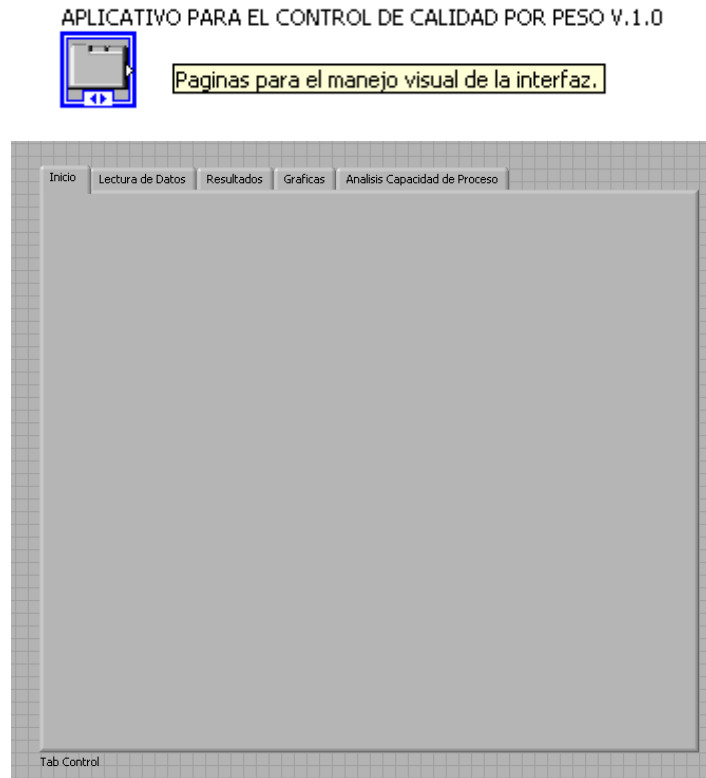 APLICATIVO PARA EL CONTROL DE CALIDAD POR PESO V.1.0
Paginas para el manejo visual de la interfaz.
Inicio Lectura de Datos Resultados Graficas Analisis Capacidad de Proceso
Tab Control